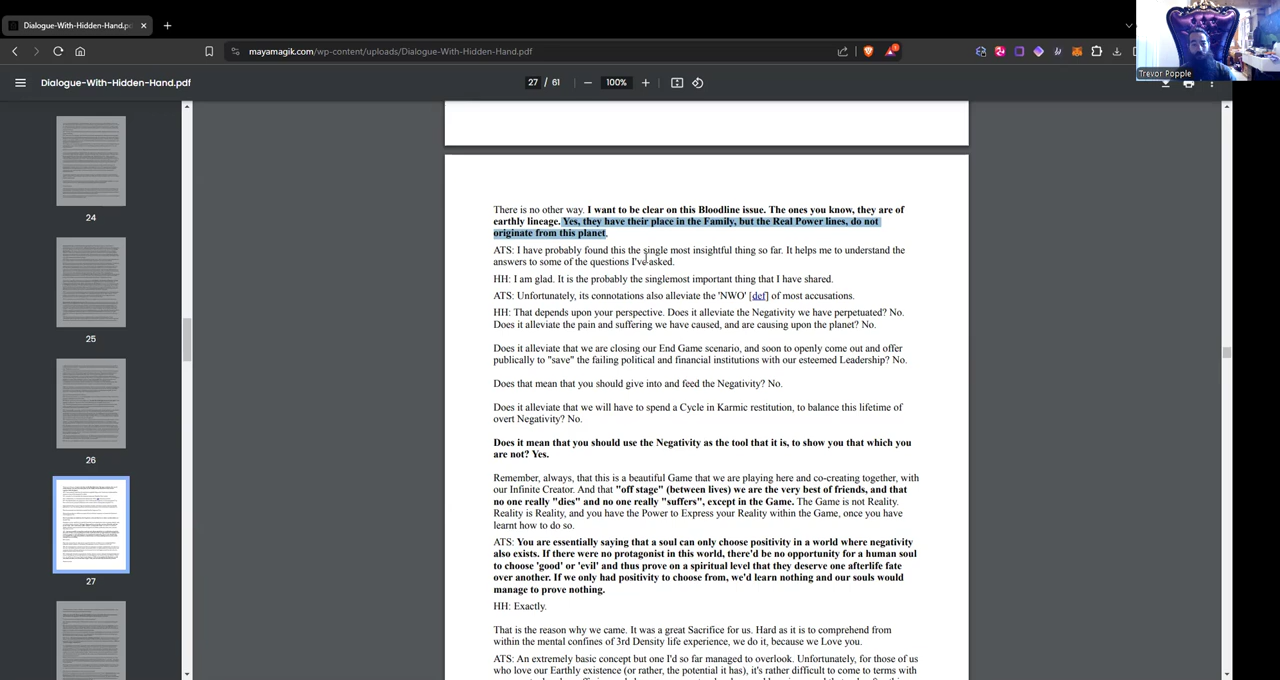 Dialogue-With-Hidden-Hand.pd
mayamagik.com/wp-content/uploads/Dialogue-With-Hidden-Hand.pdf
Trevor Popple
Dialogue-With-Hidden-Hand.pdf
27 / 61
100%
24
25
26
27
There is no other way. I want to be clear on this Bloodline issue. The ones you know, they are of
earthly lineage. Yes, they have their place in the Family, but the Real Power lines, do not
originate from this planet.
ATS: I have probably found this the single most insightful thing so far. It helps me to understand the
answers to some of the questions I've asked.
HH: I am glad. It is the probably the singlemost important thing that I have shared.
ATS: Unfortunately, its connotations also alleviate the 'NWO' [def] of most accusations.
HH: That depends upon your perspective. Does it alleviate the Negativity we have perpetuated? No.
Does it alleviate the pain and suffering we have caused, and are causing upon the planet? No.
Does it alleviate that we are closing our End Game scenario, and soon to openly come out and offer
publically to "save" the failing political and financial institutions with our esteemed Leadership? No.
Does that mean that you should give into and feed the Negativity? No.
Does it alleviate that we will have to spend a Cycle in Karmic restitution, to balance this lifetime of
overt Negativity? No.
Does it mean that you should use the Negativity as the tool that it is, to show you that which you
are not? Yes.
Remember, always, that this is a beautiful Game that we are playing here and co-creating together, with
our Infinite Creator. And that "off stage" (between lives) we are the very best of friends, and that
no one really "dies" and no one really "suffers", except in the Game. The Game is not Reality.
Reality is Reality, and you have the Power to Express your Reality within the Game, once you have
learnt how to do so.
ATS: You are essentially saying that a soul can only choose positivity in a world where negativity
exists. If there were no protagonist in this world, there'd be no opportunity for a human soul
to choose 'good' or 'evil' and thus prove on a spiritual level that they deserve one afterlife fate
over another. If we only had positivity to choose from, we'd learn nothing and our souls would
manage to prove nothing.
HH: Exactly.
This is the reason why we came. It was a great Sacrifice for us. Hard as it is to comprehend from
within the mental confines of 3rd Density life experience, we do it, because we Love you.
ATS: An extremely basic concept but one I'd so far managed to overlook. Unfortunately, for those of us
who love our Earthly existence (or rather, the potential it has), it's rather difficult to come to terms with